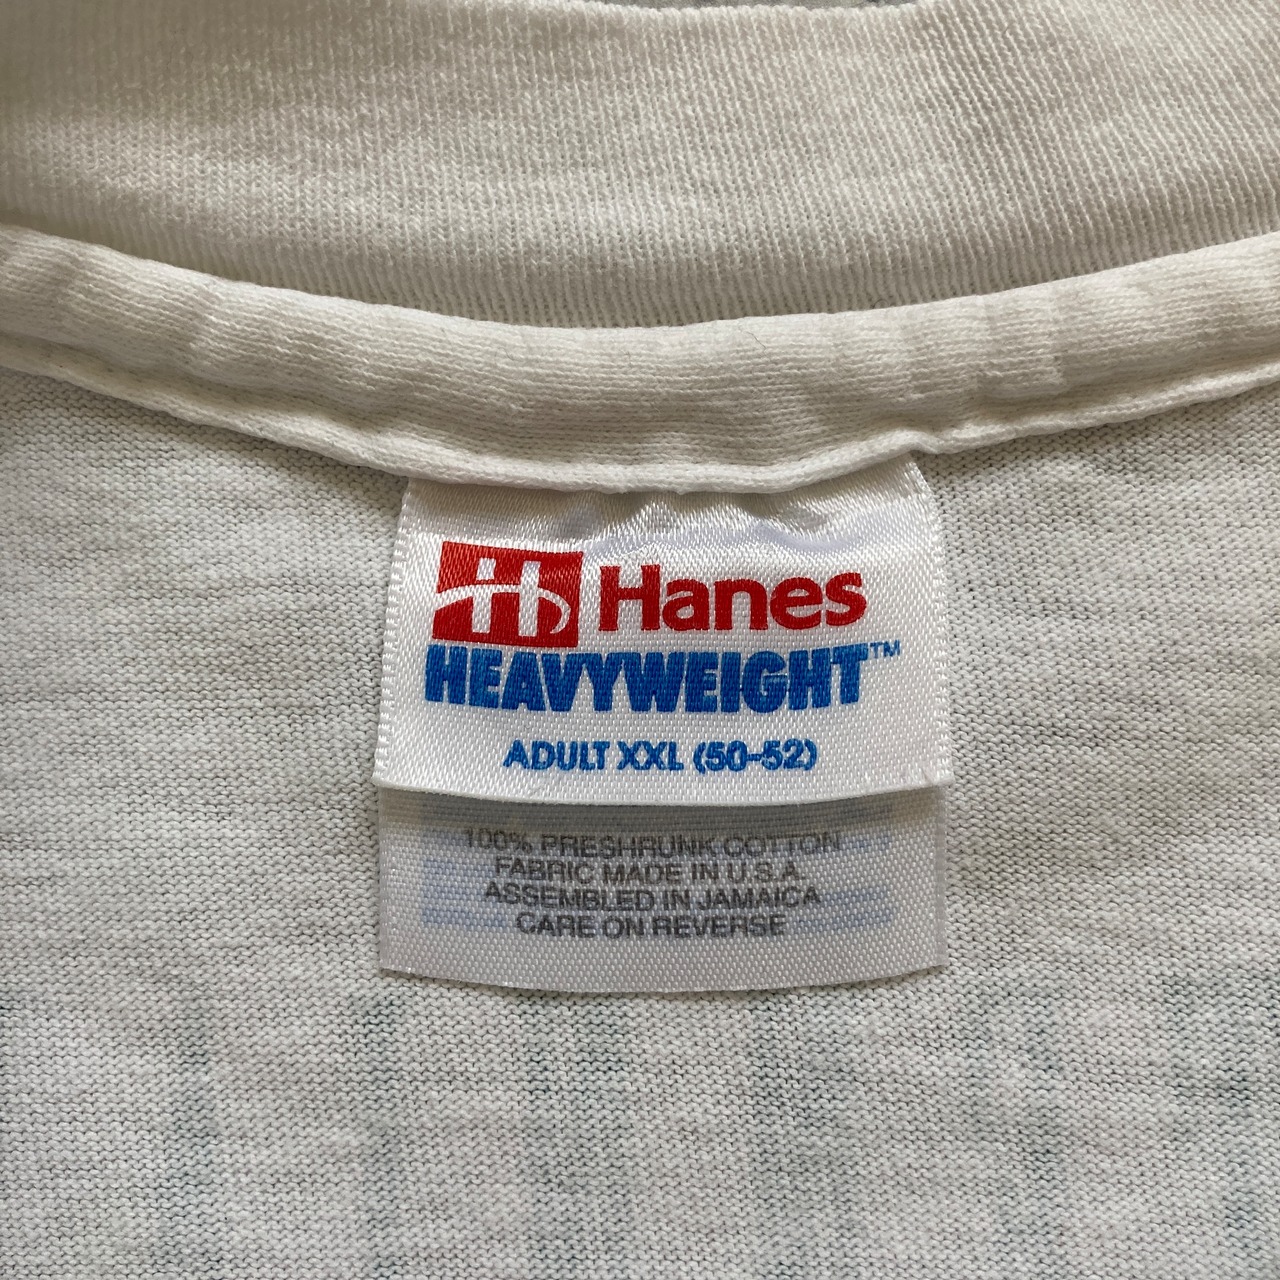 H Hanes
HEAVYWEIGHT™
ADULT XXL (50-52)
100% PRESHRUNK COTTON
FABRIC MADE IN U.S.A.
ASSEMBLED IN JAMAICA
CARE ON REVERSE